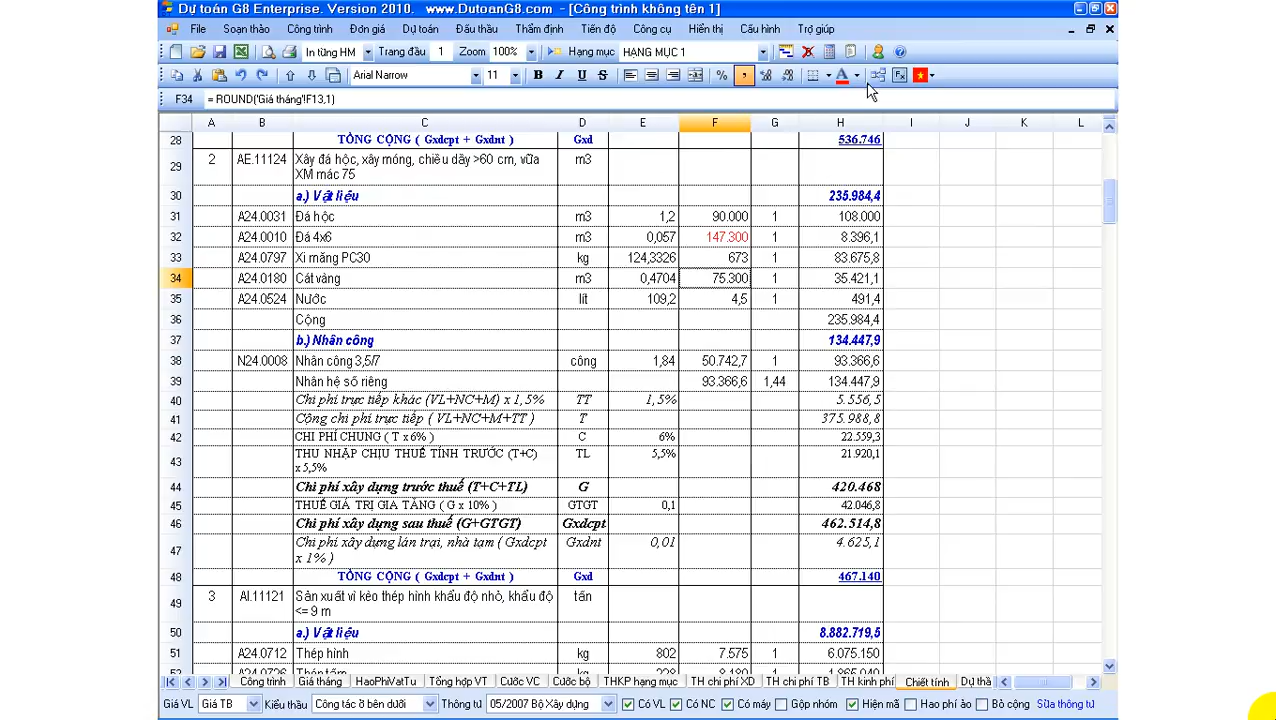 Dự toán G8 Enterprise. Version 2010. www.DutoanG8.com - [Công trình không tên 1]
File Soạn thảo Công trình Đơn giá Dự toán Đấu thầu Thẩm định Tiến độ Công cụ Hiển thị Cấu hình Trợ giúp
In từng HM Trang đầu 1 Zoom 100% Hạng mục HẠNG MỤC 1
Arial Narrow 11 B I U S % , A Fx
F34 = ROUND('Giá tháng'!F13,1)
A B C D E F G H I J K L
28 TỔNG CỘNG ( Gxdcpt + Gxdnt ) Gxd 536.746
29 2 AE.11124 Xây đá hộc, xây móng, chiều dày >60 cm, vữa XM mác 75 m3
30 a.) Vật liệu 235.984,4
31 A24.0031 Đá hộc m3 1,2 90.000 1 108.000
32 A24.0010 Đá 4x6 m3 0,057 147.300 1 8.396,1
33 A24.0797 Xi măng PC30 kg 124,3326 673 1 83.675,8
34 A24.0180 Cát vàng m3 0,4704 75.300 1 35.421,1
35 A24.0524 Nước lít 109,2 4,5 1 491,4
36 Cộng 235.984,4
37 b.) Nhân công 134.447,9
38 N24.0008 Nhân công 3,5/7 công 1,84 50.742,7 1 93.366,6
39 Nhân hệ số riêng 93.366,6 1,44 134.447,9
40 Chi phí trực tiếp khác (VL+NC+M) x 1,5% TT 1,5% 5.556,5
41 Cộng chi phí trực tiếp ( VL+NC+M+TT ) T 375.988,8
42 CHI PHÍ CHUNG ( T x 6% ) C 6% 22.559,3
43 THU NHẬP CHỊU THUẾ TÍNH TRƯỚC (T+C) x 5,5% TL 5,5% 21.920,1
44 Chi phí xây dựng trước thuế (T+C+TL) G 420.468
45 THUẾ GIÁ TRỊ GIA TĂNG ( G x 10% ) GTGT 0,1 42.046,8
46 Chi phí xây dựng sau thuế (G+GTGT) Gxdcpt 462.514,8
47 Chi phí xây dựng lán trại, nhà tạm ( Gxdcpt x 1% ) Gxdnt 0,01 4.625,1
48 TỔNG CỘNG ( Gxdcpt + Gxdnt ) Gxd 467.140
49 3 AI.11121 Sản xuất vì kèo thép hình khẩu độ nhỏ, khẩu độ <= 9 m tấn
50 a.) Vật liệu 8.882.719,5
51 A24.0712 Thép hình kg 802 7.575 1 6.075.150
Công trình Giá tháng HaoPhiVatTu Tổng hợp VT Cước VC Cước bộ THKP hạng mục TH chi phí XD TH chi phí TB TH kinh phí Chiết tính Dự thầ
Giá VL Giá TB Kiểu thầu Công tác ở bên dưới Thông tư 05/2007 Bộ Xây dựng Có VL Có NC Có máy Gộp nhóm Hiện mã Hao phí ảo Bỏ cộng Sửa thông tư